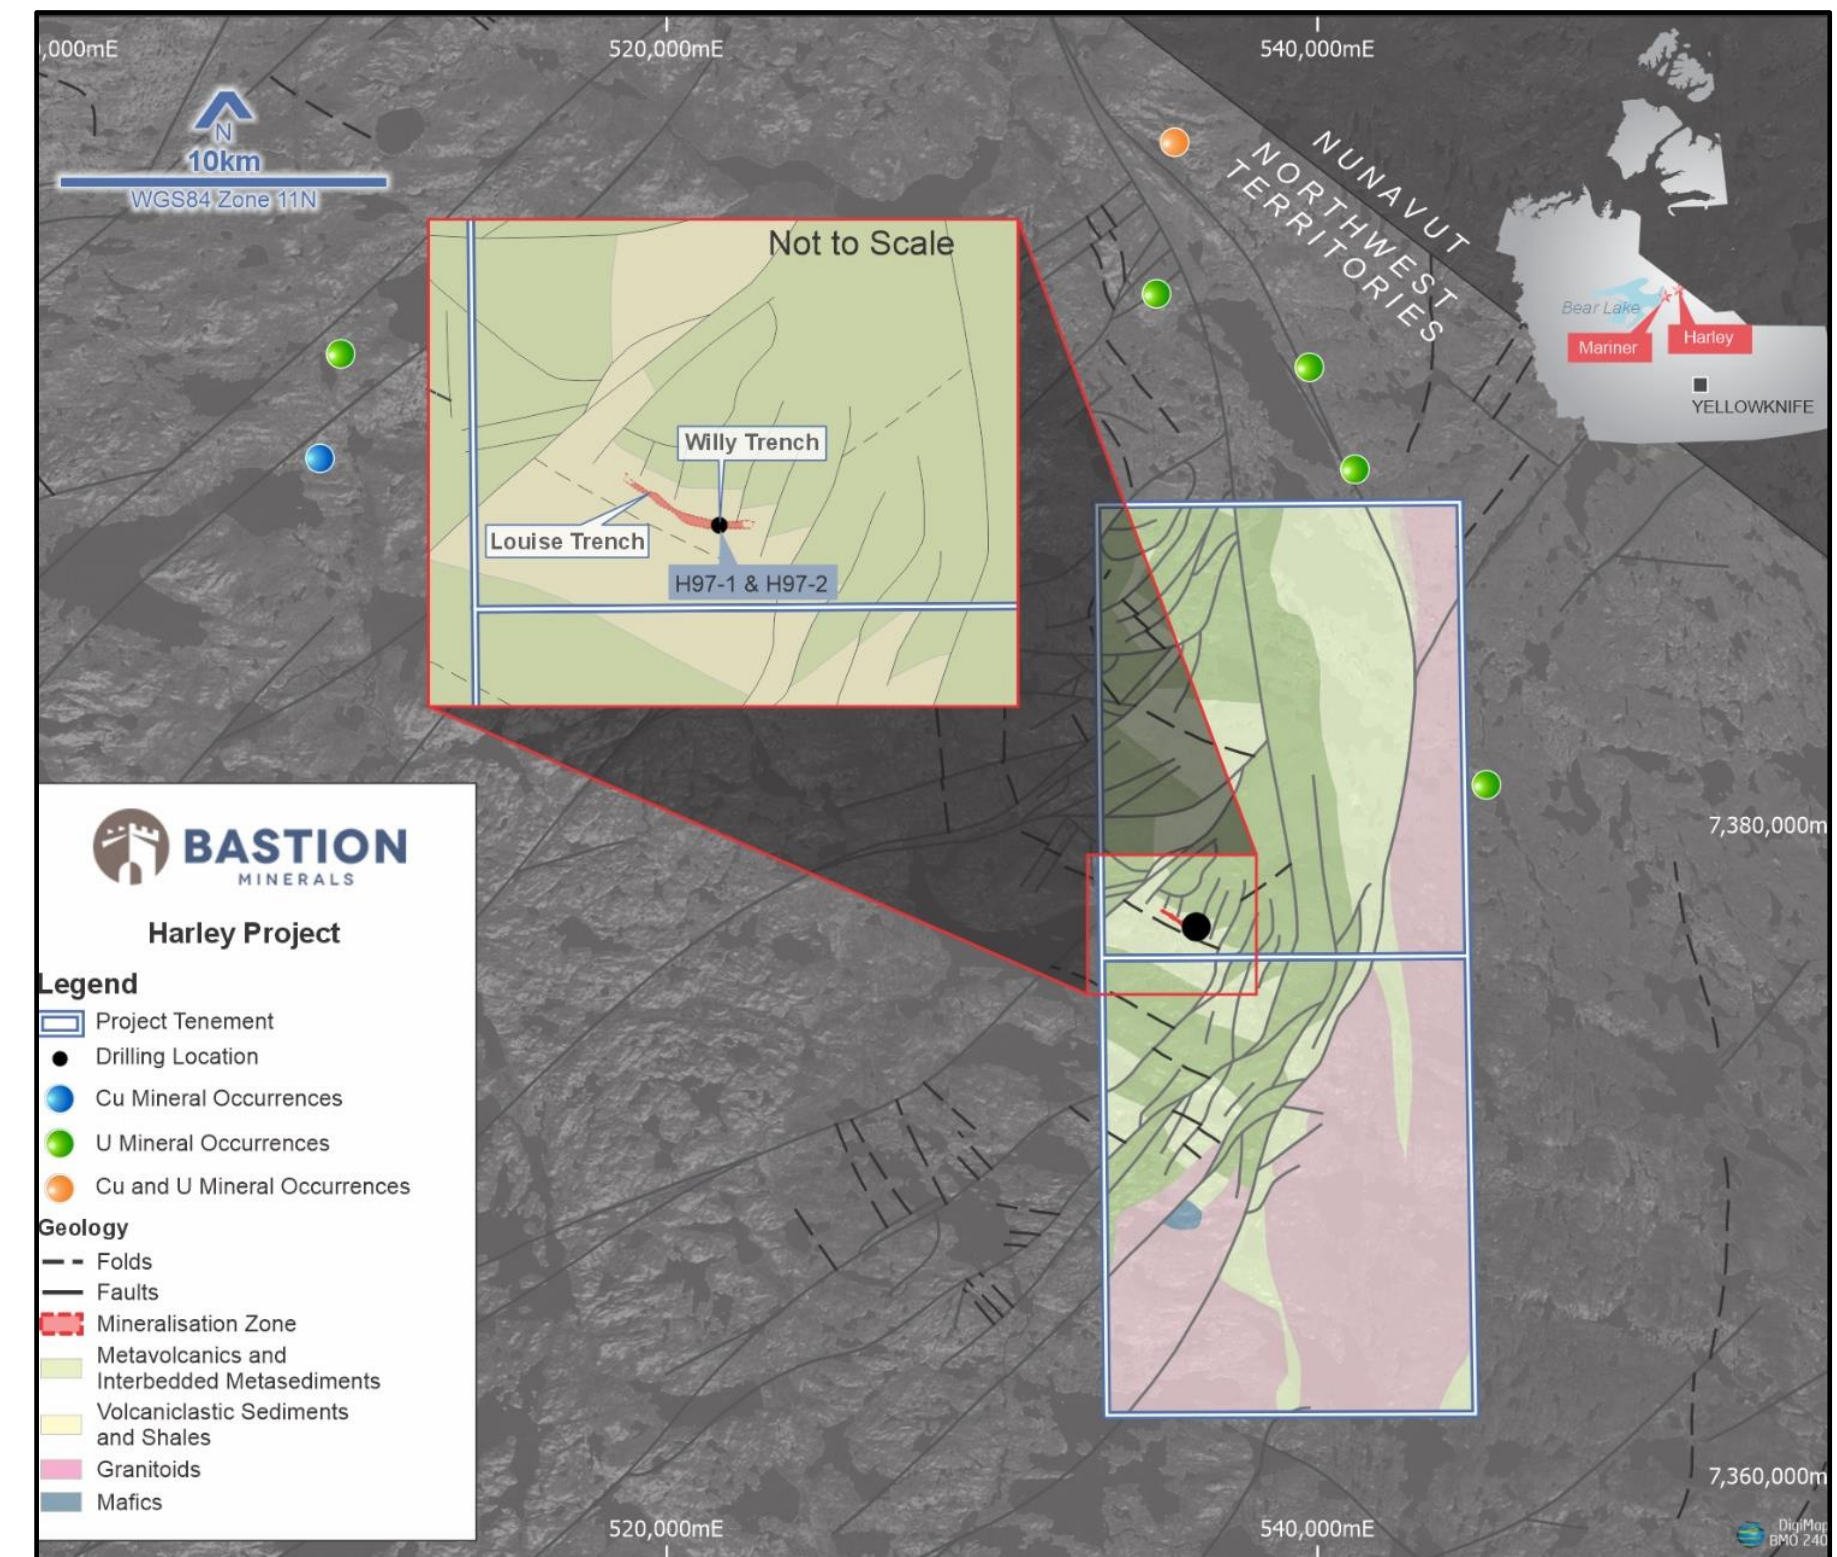 ,000mE
520,000mE
540,000mE
N
10km
WGS84 Zone 11N
NUNAVUT
NORTHWEST
TERRITORIES
Bear Lake
Mariner
Harley
YELLOWKNIFE
Not to Scale
Willy Trench
Louise Trench
H97-1 & H97-2
7,380,000m
BASTION
MINERALS
Harley Project
Legend
Project Tenement
Drilling Location
Cu Mineral Occurrences
U Mineral Occurrences
Cu and U Mineral Occurrences
Geology
Folds
Faults
Mineralisation Zone
Metavolcanics and
Interbedded Metasediments
Volcaniclastic Sediments
and Shales
Granitoids
Mafics
7,360,000m
520,000mE
540,000mE
DigiMap
BMO 240